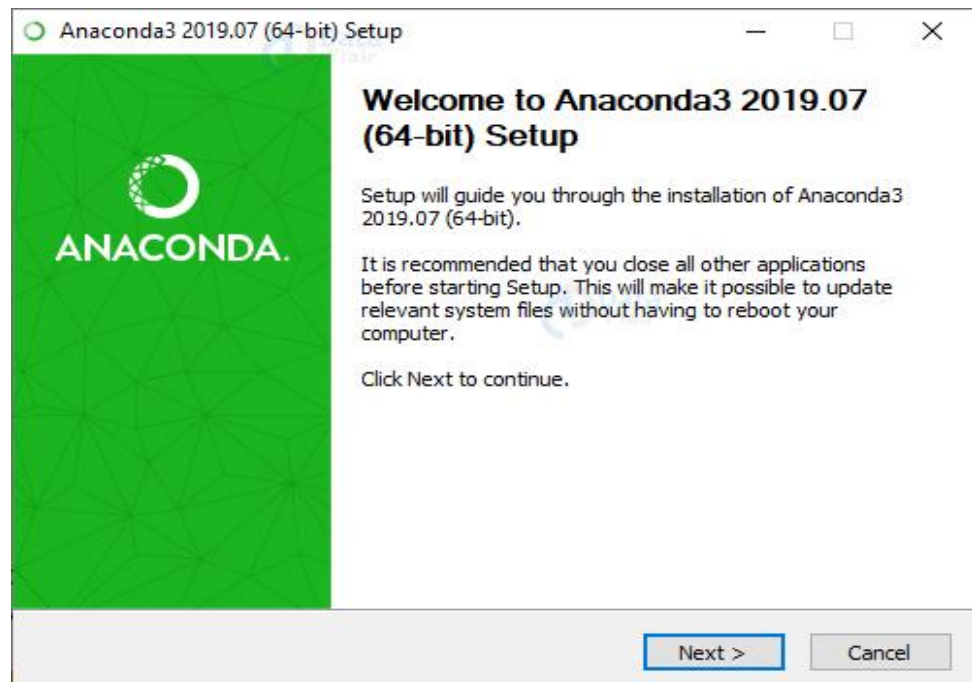 Anaconda3 2019.07 (64-bit) Setup
Welcome to Anaconda3 2019.07
(64-bit) Setup
ANACONDA.
Setup will guide you through the installation of Anaconda3
2019.07 (64-bit).
It is recommended that you close all other applications
before starting Setup. This will make it possible to update
relevant system files without having to reboot your
computer.
Click Next to continue.
Next >
Cancel